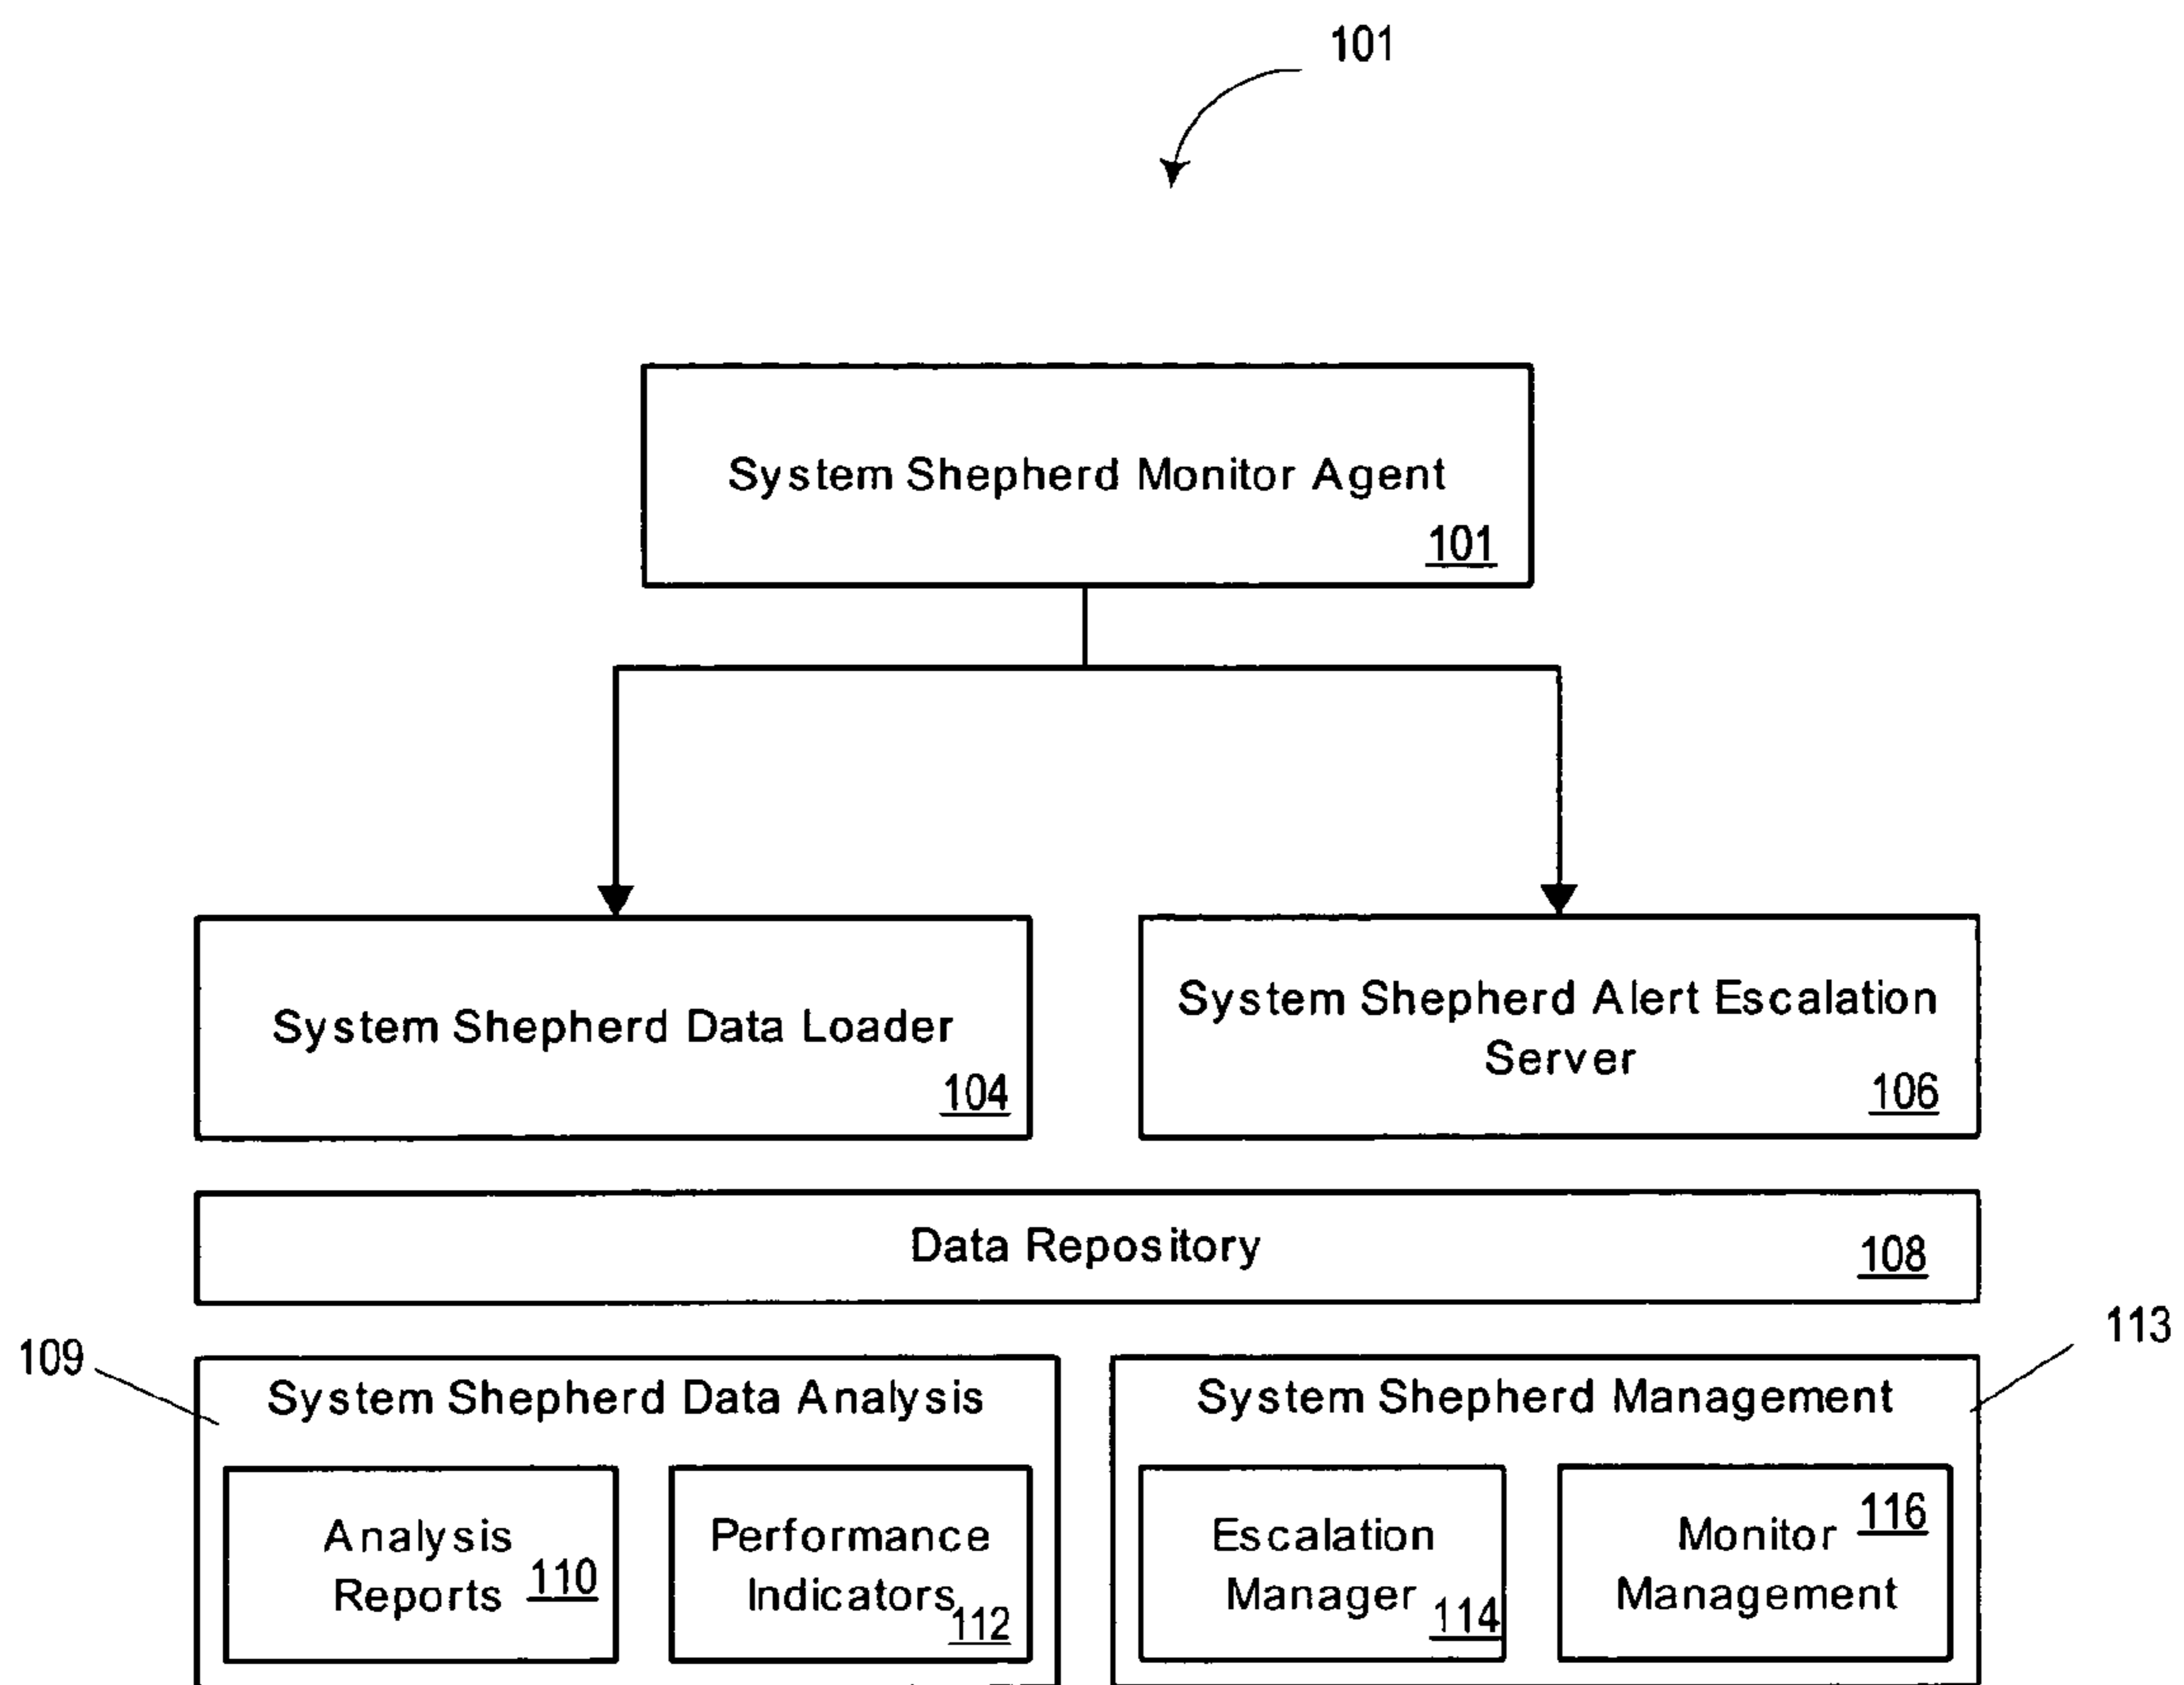 101
System Shepherd Monitor Agent
101
System Shepherd Data Loader
104
System Shepherd Alert Escalation
Server
106
Data Repository
108
109
113
System Shepherd Data Analysis
Analysis
Reports
110
Performance
Indicators
112
System Shepherd Management
Escalation
Manager
114
Monitor
Management
116